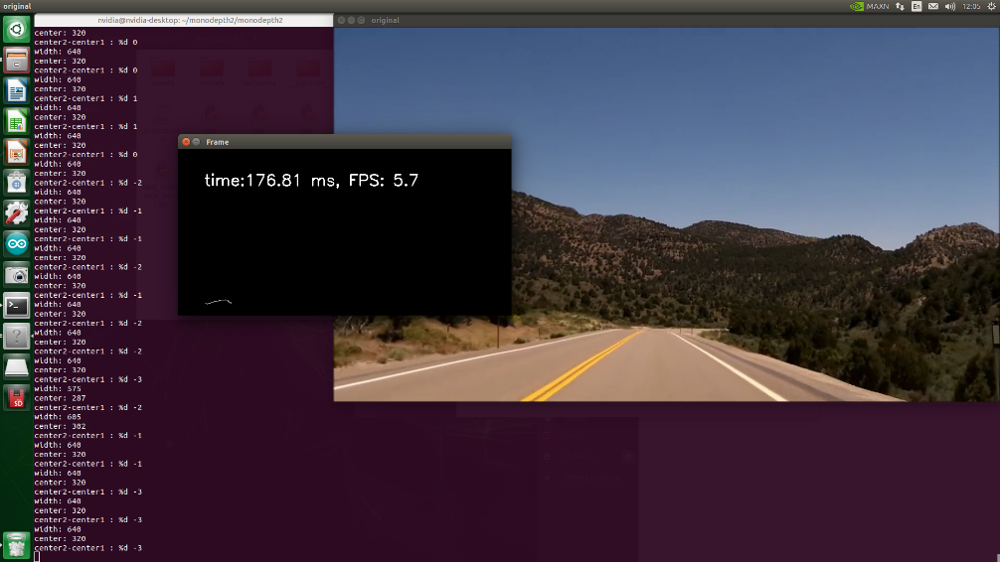 original
MAXN
En
12:05
nvidia@nvidia-desktop: ~/monodepth2/monodepth2
original
center: 320
center2-center1 : %d 0
width: 640
center: 320
center2-center1 : %d 0
width: 640
center: 320
center2-center1 : %d 1
width: 640
center: 320
center2-center1 : %d 1
width: 640
center: 320
center2-center1 : %d 0
width: 640
center: 320
center2-center1 : %d -2
width: 640
center: 320
center2-center1 : %d -1
width: 640
center: 320
center2-center1 : %d -1
width: 640
center: 320
center2-center1 : %d -2
width: 640
center: 320
center2-center1 : %d -1
width: 640
center: 320
center2-center1 : %d -2
width: 640
center: 320
center2-center1 : %d -2
width: 640
center: 320
center2-center1 : %d -3
width: 575
center: 287
center2-center1 : %d -2
width: 605
center: 302
center2-center1 : %d -1
width: 640
center: 320
center2-center1 : %d -1
width: 640
center: 320
center2-center1 : %d -3
width: 640
center: 320
center2-center1 : %d -3
width: 640
center: 320
center2-center1 : %d -3
Frame
time:176.81 ms, FPS: 5.7
SD